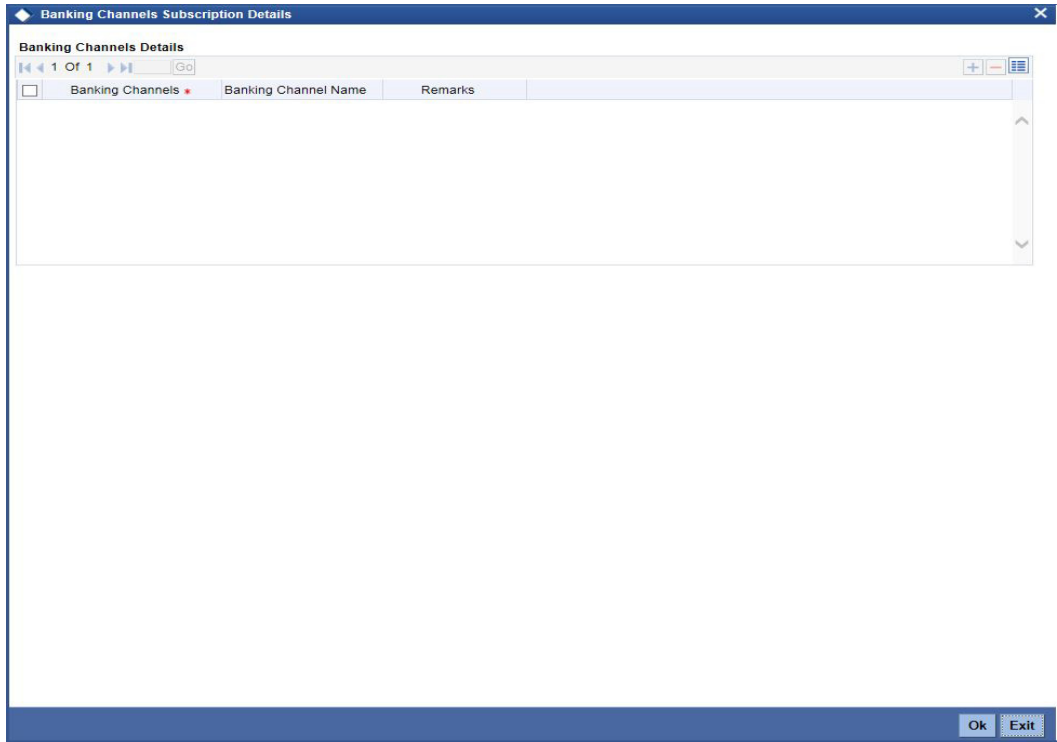 Banking Channels Subscription Details
Banking Channels Details
1 Of 1 Go
Banking Channels * Banking Channel Name Remarks
Ok Exit